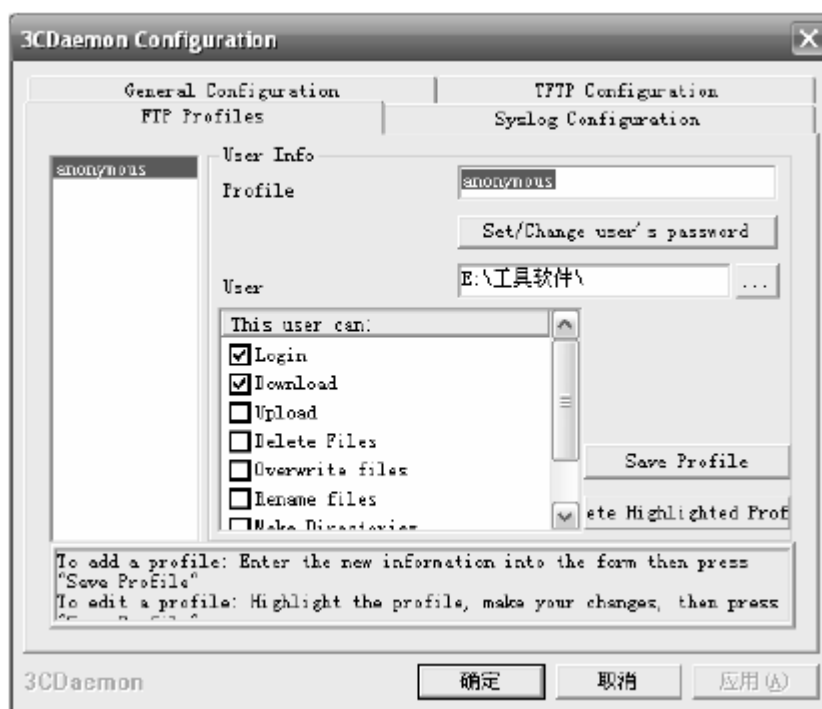 3CDaemon Configuration
General Configuration
TFTP Configuration
FTP Profiles
Syslog Configuration
anonymous
User Info
Profile
anonymous
Set/Change user's password
User
E:\工具软件\
...
This user can:
Login
Download
Upload
Delete Files
Overwrite files
Rename files
Make Directories
Save Profile
ete Highlighted Prof
To add a profile: Enter the new information into the form then press
"Save Profile"
To edit a profile: Highlight the profile, make your changes, then press
3CDaemon
确定
取消
应用(A)